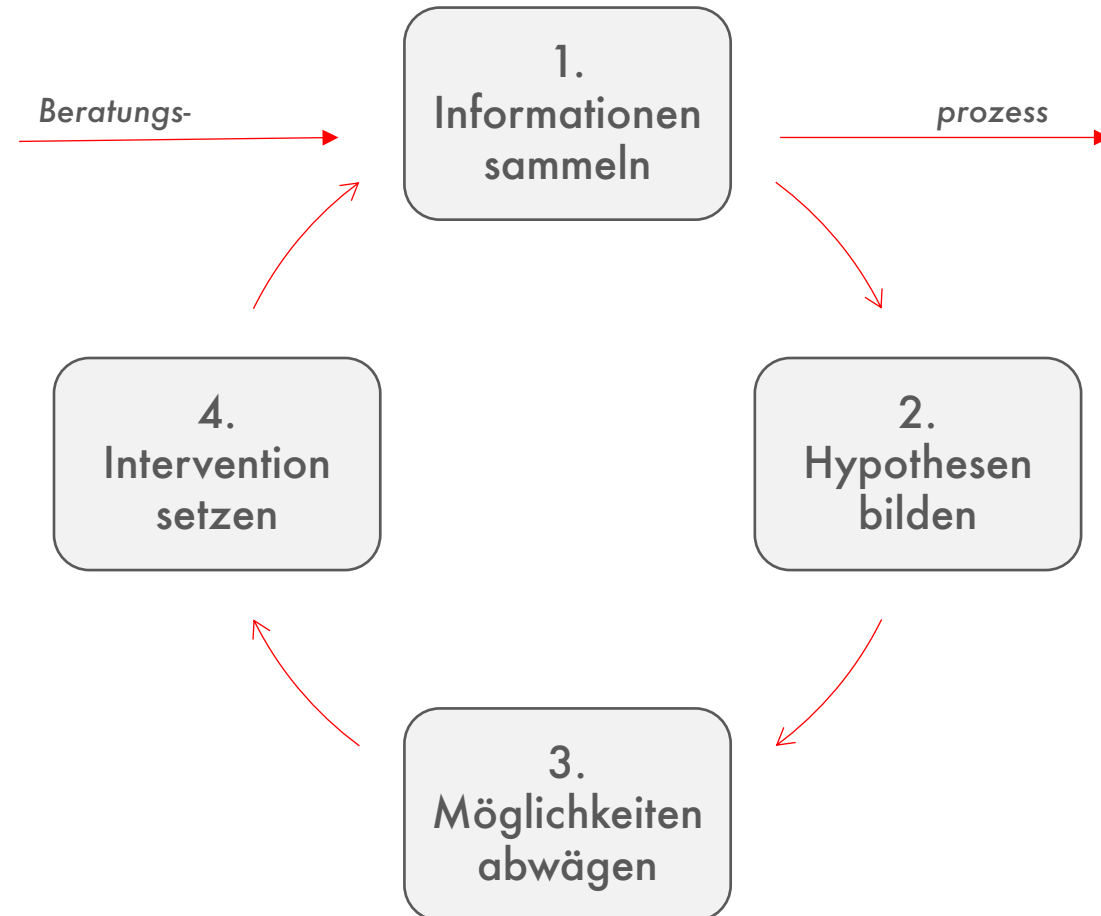 Beratungs-
1.
Informationen
sammeln
prozess
4.
Intervention
setzen
2.
Hypothesen
bilden
3.
Möglichkeiten
abwägen